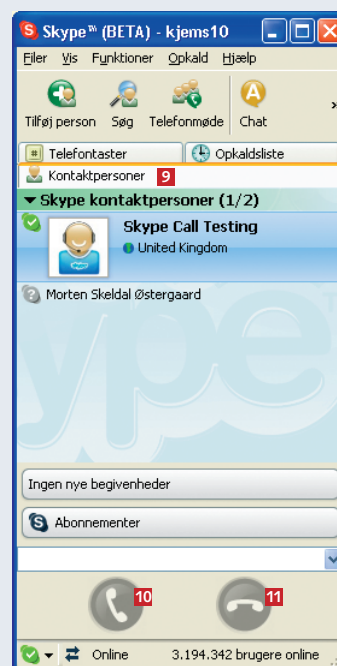 Skype™ (BETA) - kjems10
Filer Vis Funktioner Opkald Hjælp
Tilføj person Søg Telefonmøde Chat
Telefontaster Opkaldsliste
Kontaktpersoner 9
Skype kontaktpersoner (1/2)
Skype Call Testing
United Kingdom
Morten Skeldal Østergaard
Ingen nye begivenheder
Abonnementer
10 11
Online 3.194.342 brugere online